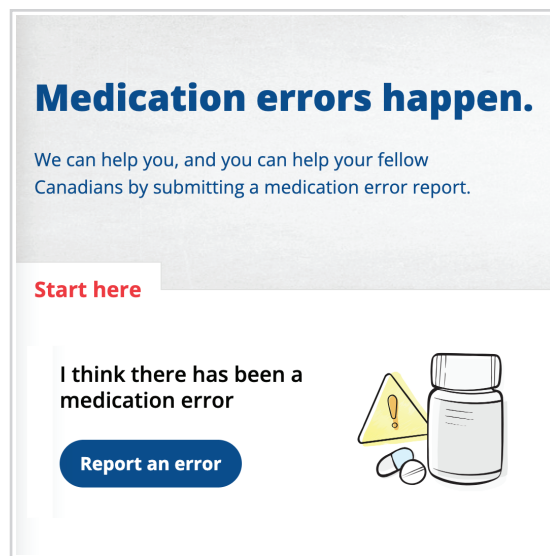 Medication errors happen.
We can help you, and you can help your fellow
Canadians by submitting a medication error report.
Start here
I think there has been a
medication error
Report an error